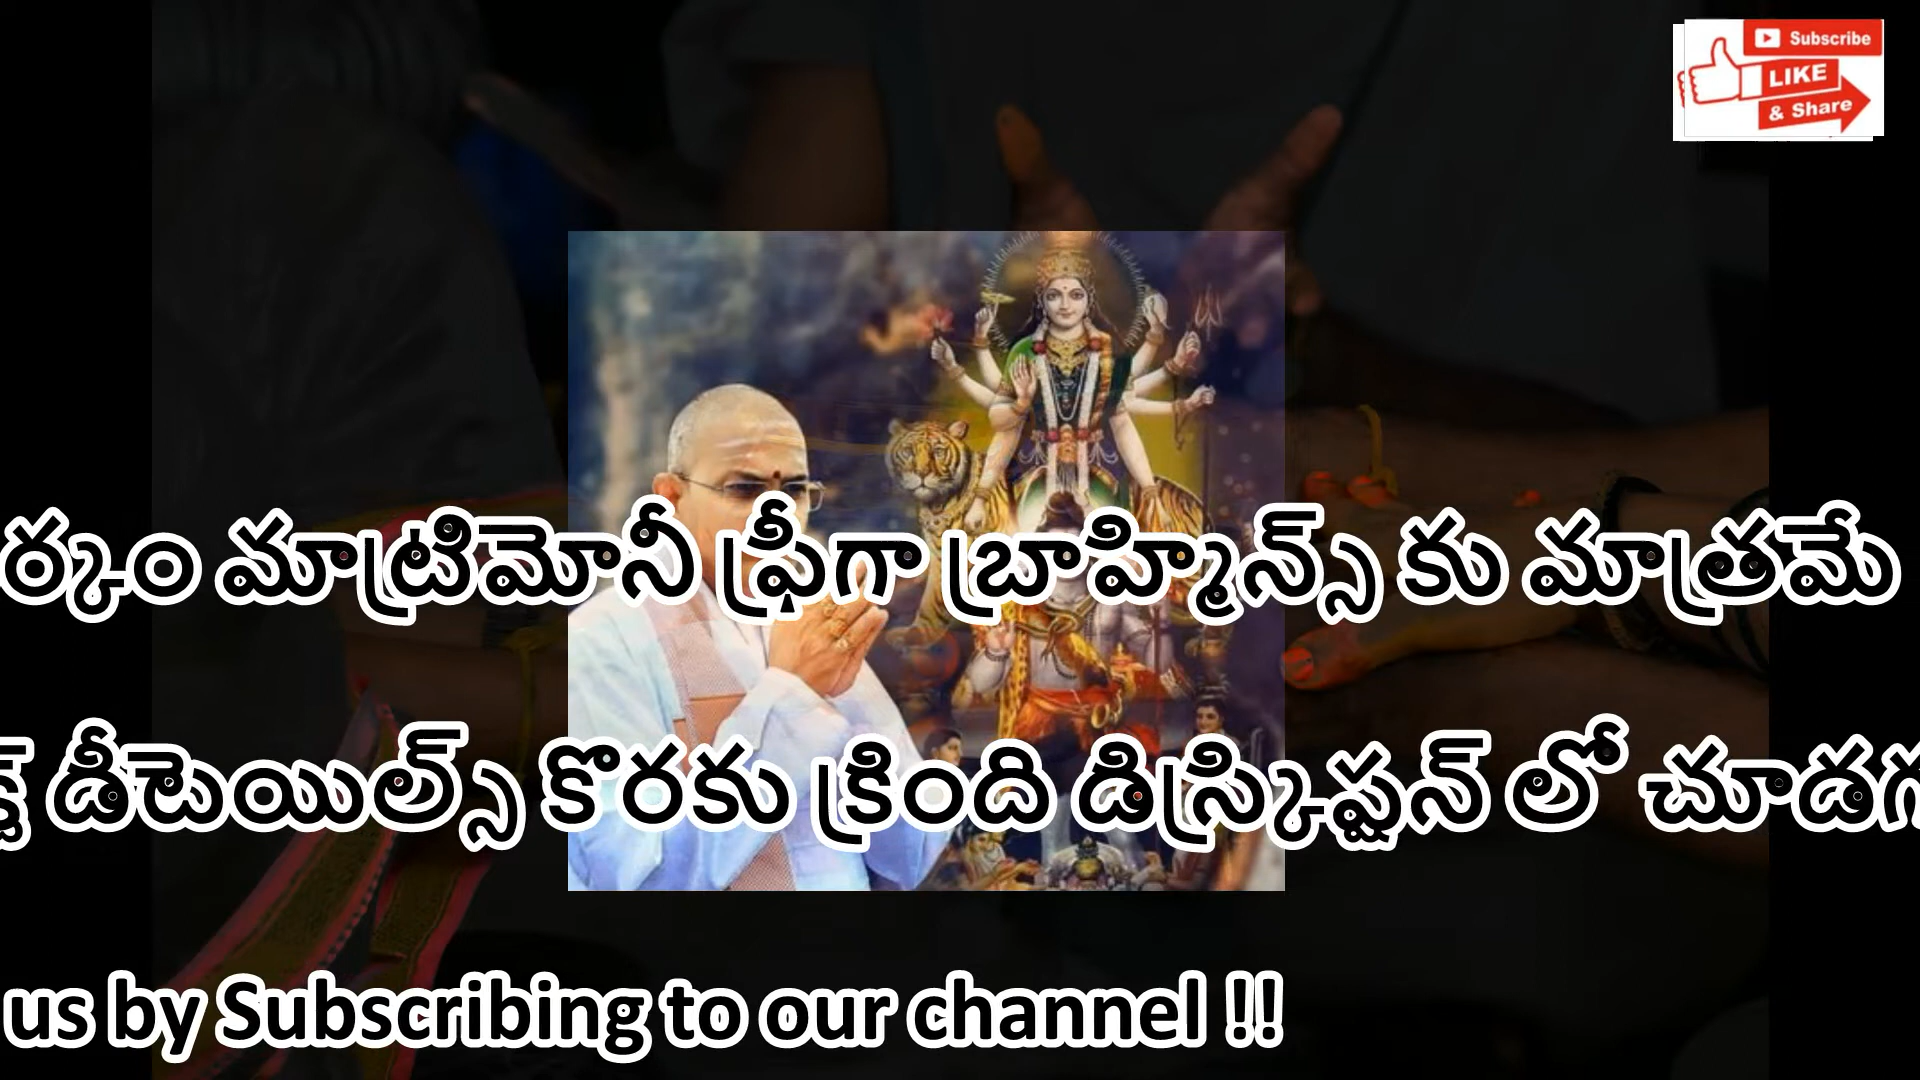 Subscribe
LIKE
& Share
ర్కం మాట్రిమోనీ ఫ్రీగా బ్రాహ్మిన్స్ కు మాత్రమే
డీటెయిల్స్ కొరకు క్రింది డిస్క్రిప్షన్ లో చూడగ
us by Subscribing to our channel !!